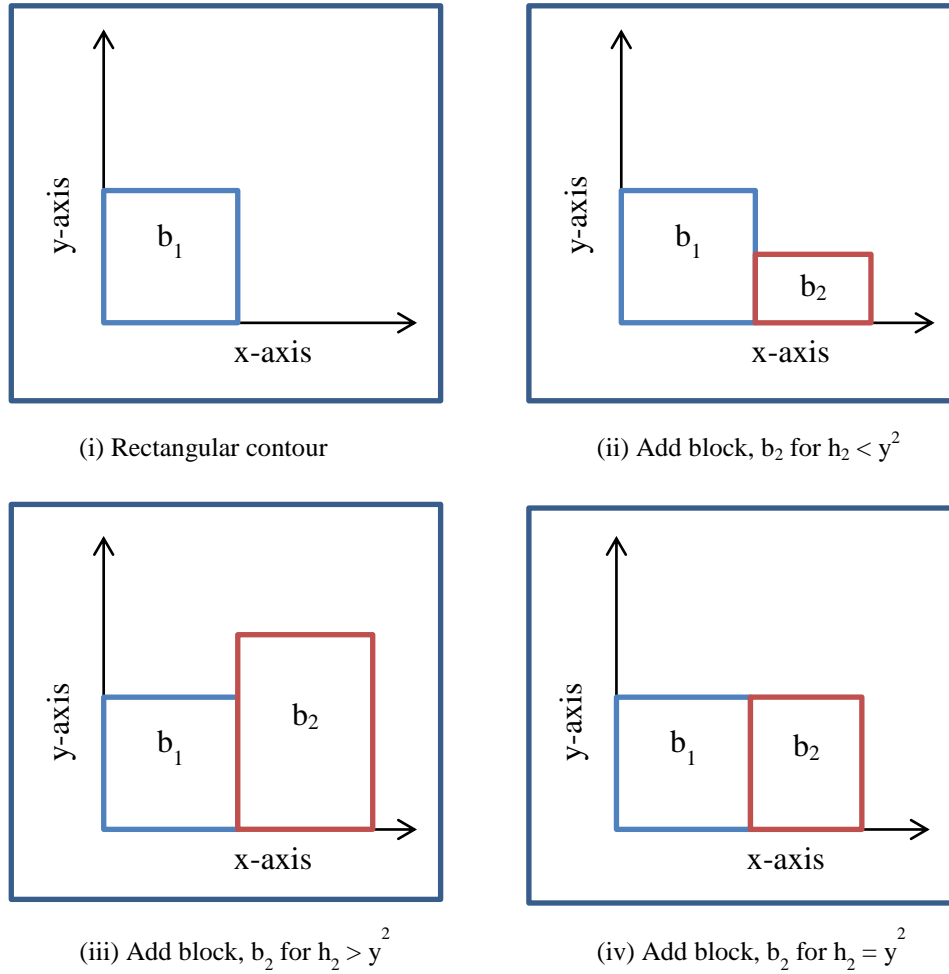 y-axis
b₁
x-axis
(i) Rectangular contour
y-axis
b₁
b₂
x-axis
(ii) Add block, b₂ for h₂ < y²
y-axis
b₁
b₂
x-axis
(iii) Add block, b₂ for h₂ > y²
y-axis
b₁
b₂
x-axis
(iv) Add block, b₂ for h₂ = y²